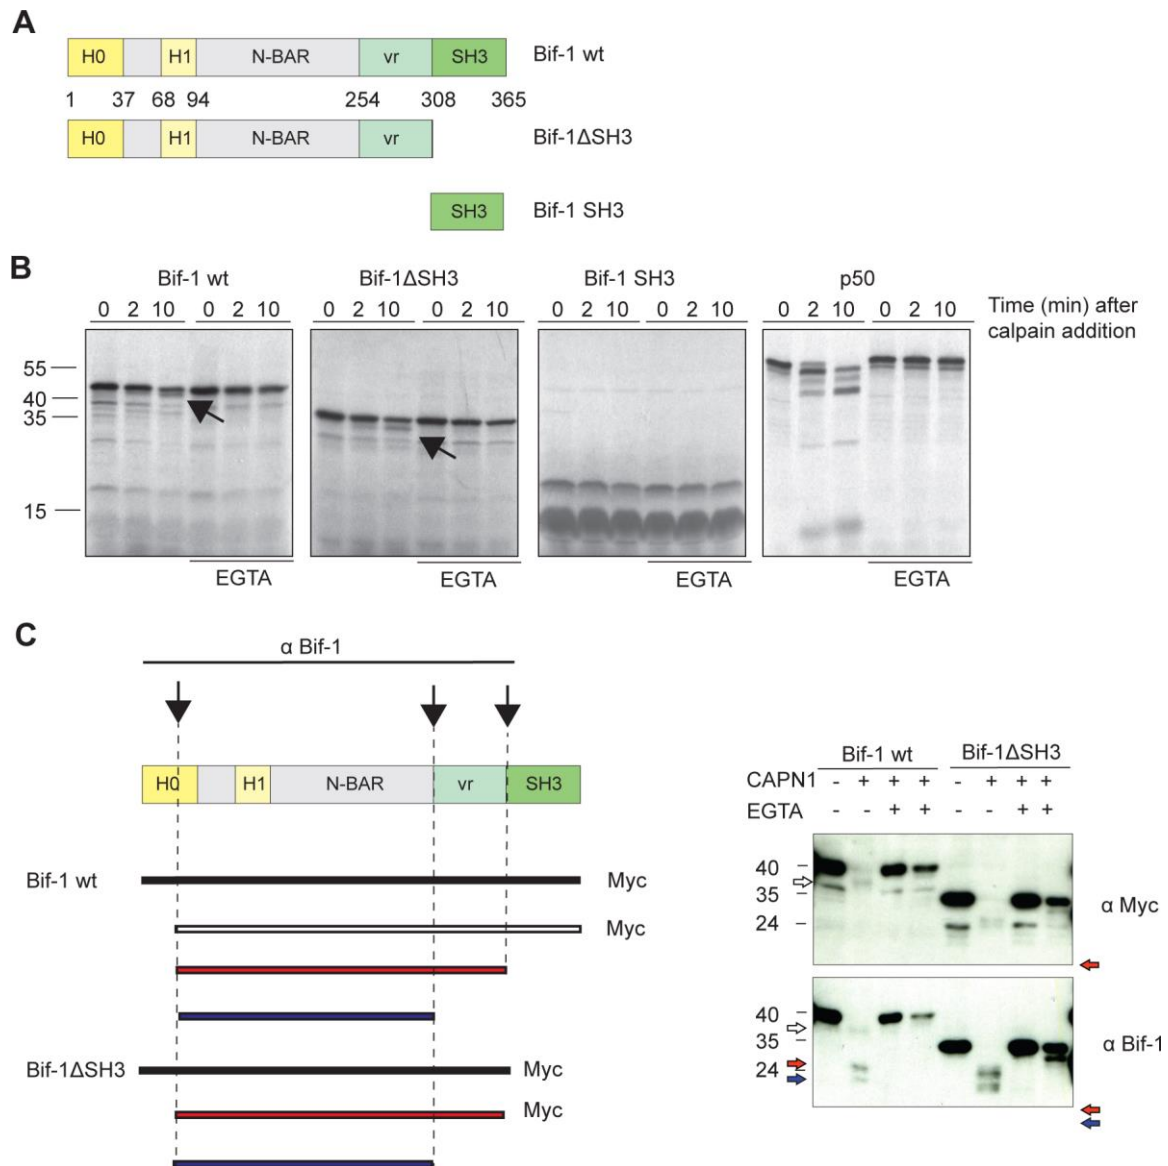 A
H0 H1 N-BAR vr SH3 Bif-1 wt
1 37 68 94 254 308 365
H0 H1 N-BAR vr Bif-1ΔSH3
SH3 Bif-1 SH3
B
Bif-1 wt Bif-1ΔSH3 Bif-1 SH3 p50
0 2 10 0 2 10 0 2 10 0 2 10 0 2 10 0 2 10 0 2 10 0 2 10 Time (min) after
calpain addition
55
40
35
15
EGTA EGTA EGTA EGTA
C
α Bif-1
H0 H1 N-BAR vr SH3
Bif-1 wt Myc
Myc
Bif-1ΔSH3 Myc
Myc
Bif-1 wt Bif-1ΔSH3
CAPN1 - + + + - + + +
EGTA - - + + - - + +
40
35
24
α Myc
40
35
24
α Bif-1